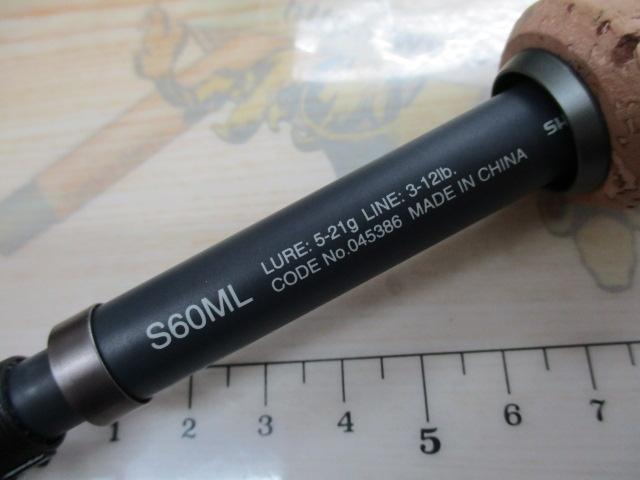 S60ML
LURE: 5-21g LINE: 3-12lb.
CODE No.045386 MADE IN CHINA
SH
1 2 3 4 5 6 7